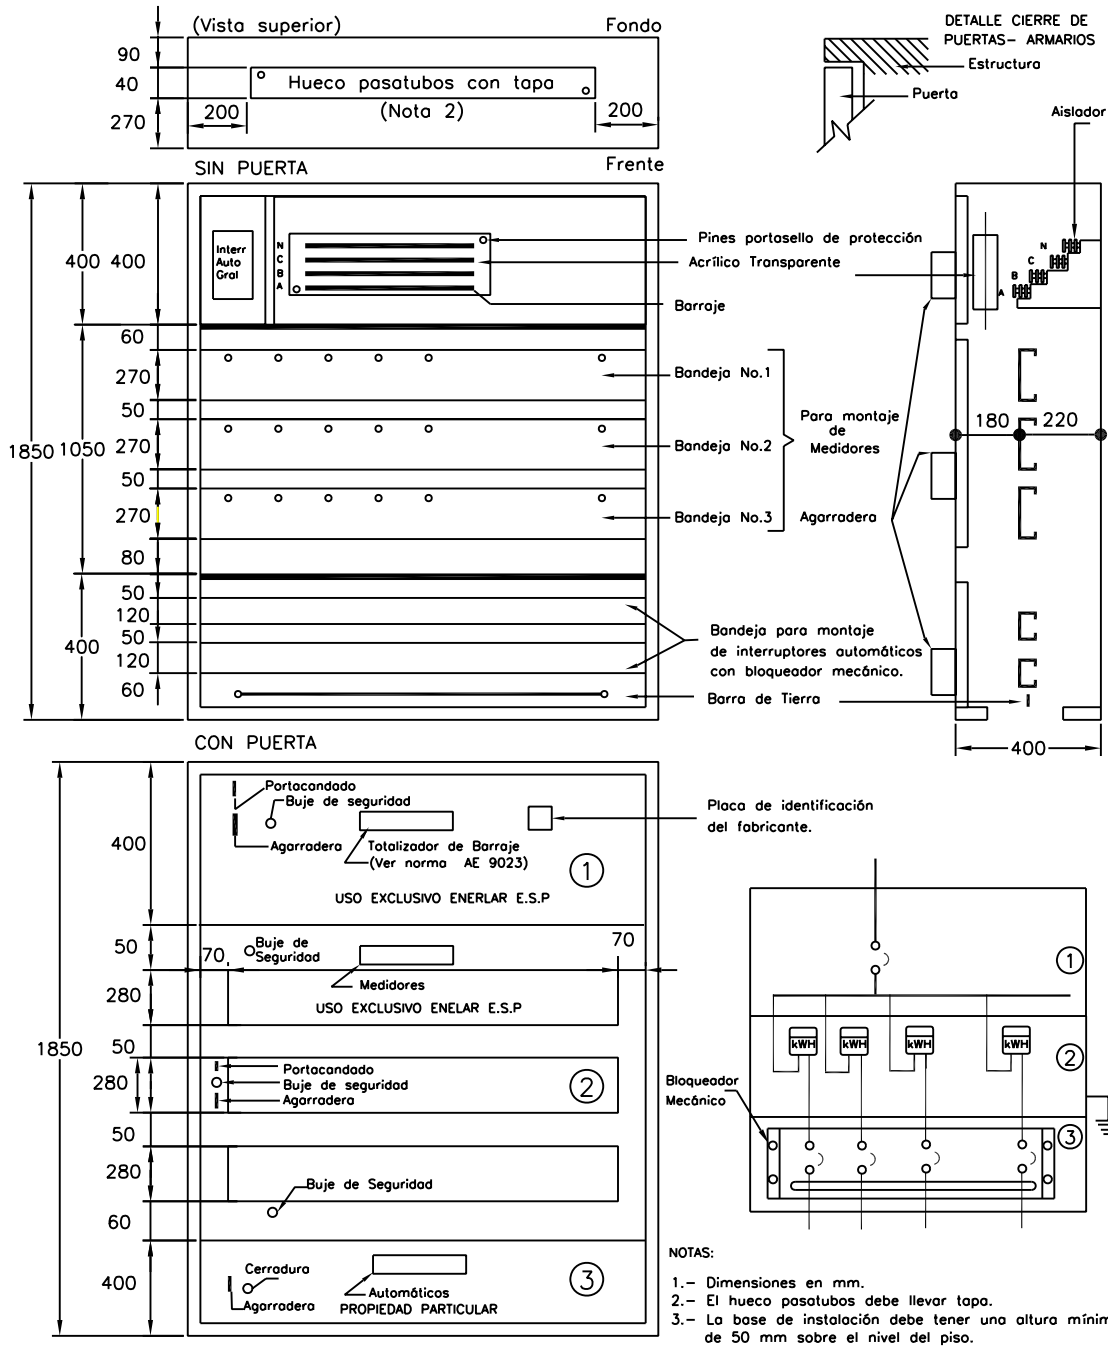 (Vista superior)
Fondo
90
40
270
Hueco pasatubos con tapa
(Nota 2)
200
200
DETALLE CIERRE DE
PUERTAS- ARMARIOS
Estructura
Puerta
Aislador
SIN PUERTA
Frente
1850
400
1050
400
400
60
270
50
270
50
270
80
50
120
50
120
60
Interr
Auto
Gral
N
C
B
A
Pines portasello de protección
Acrílico Transparente
Barraje
Bandeja No.1
Bandeja No.2
Bandeja No.3
Para montaje
de
Medidores
Agarradera
Bandeja para montaje
de interruptores automáticos
con bloqueador mecánico.
Barra de Tierra
N
C
B
A
180
220
400
CON PUERTA
1850
400
50
280
50
280
50
280
60
400
Portacandado
Buje de seguridad
Agarradera
Totalizador de Barraje
(Ver norma AE 9023)
1
USO EXCLUSIVO ENERLAR E.S.P
70
70
Buje de
Seguridad
Medidores
USO EXCLUSIVO ENELAR E.S.P
Portacandado
Buje de seguridad
Agarradera
2
Buje de Seguridad
Cerradura
Agarradera
Automáticos
PROPIEDAD PARTICULAR
3
Placa de identificación
del fabricante.
1
kWH
kWH
kWH
kWH
2
Bloqueador
Mecánico
3
NOTAS:
1.- Dimensiones en mm.
2.- El hueco pasatubos debe llevar tapa.
3.- La base de instalación debe tener una altura mínim
de 50 mm sobre el nivel del piso.